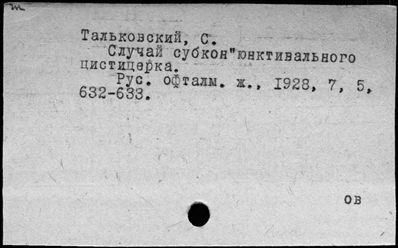 Тальковский, С.
Случай субкон"юнктивального
цистицерка.
Рус. офталм. ж., 1928, 7, 5,
632-633.
ов